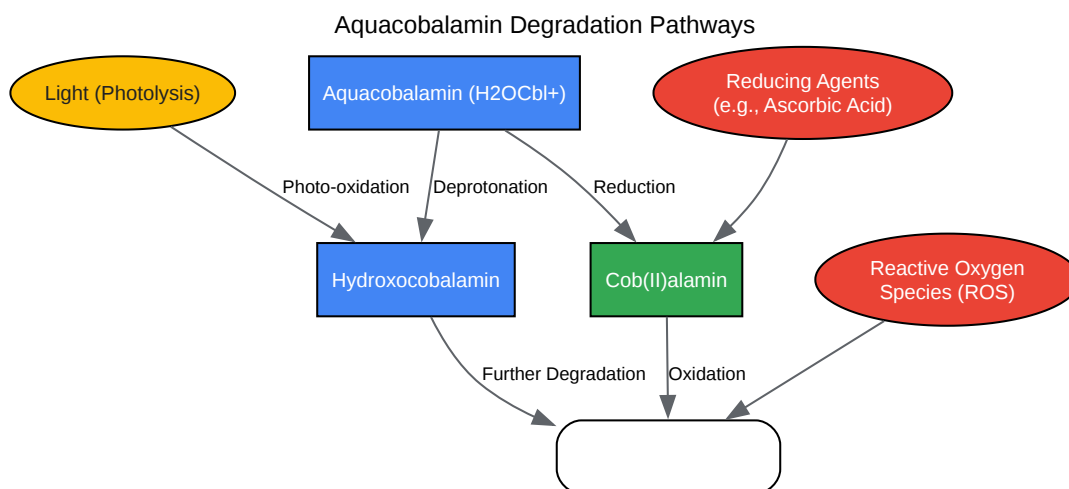 Aquacobalamin Degradation Pathways
Light (Photolysis)
Aquacobalamin (H2OCbl+)
Reducing Agents
(e.g., Ascorbic Acid)
Photo-oxidation
Deprotonation
Reduction
Hydroxocobalamin
Cob(II)alamin
Reactive Oxygen
Species (ROS)
Further Degradation
Oxidation